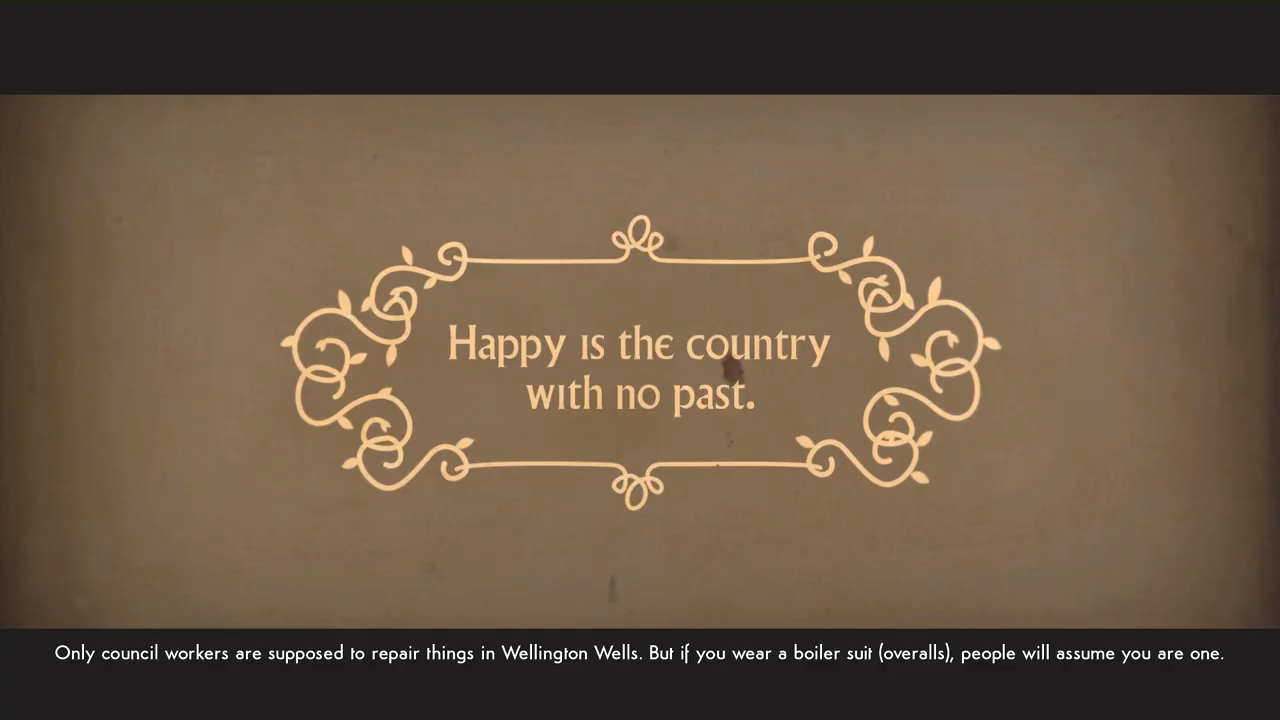 Happy is the country
with no past.
Only council workers are supposed to repair things in Wellington Wells. But if you wear a boiler suit (overalls), people will assume you are one.